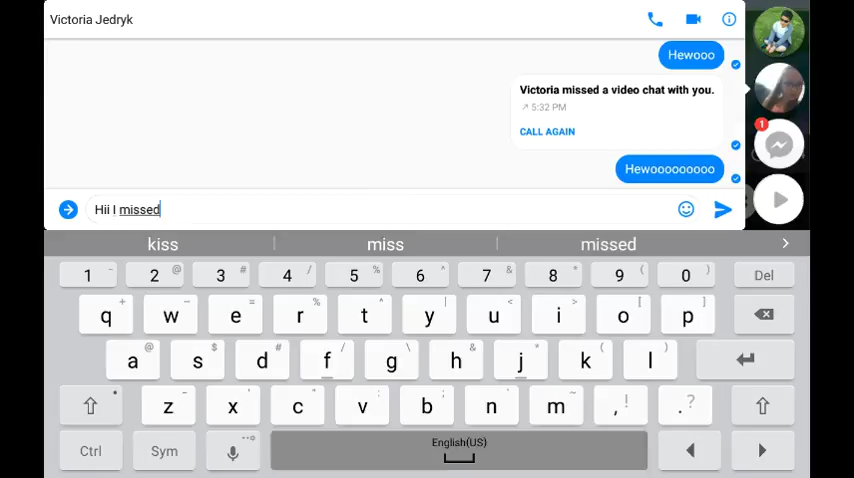 Victoria Jedryk
Hewooo
Victoria missed a video chat with you.
↗ 5:32 PM
CALL AGAIN
1
Hewooooooooo
Hii I missed
kiss miss missed
1 - 2 @ 3 # 4 / 5 % 6 ^ 7 & 8 * 9 ( 0 ) Del
q + w - e = r % t ^ y | u < i > o [ p ]
a @ s $ d # f / g \ h & j * k ( l )
z - x ' c " v : b ; n - m ~ , ! . ?
Ctrl Sym English(US)